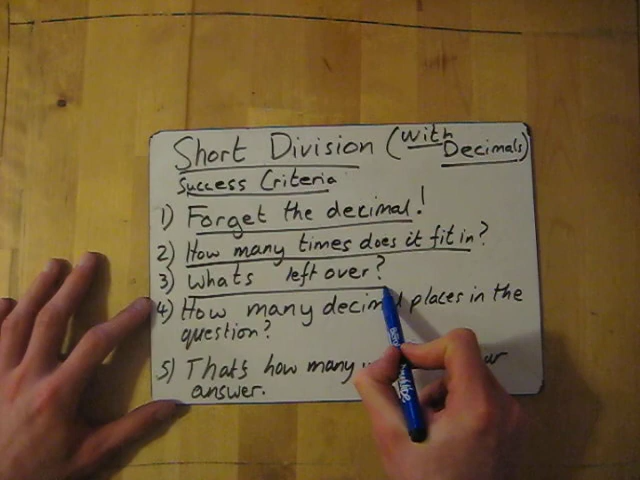 Short Division (with
Decimals)
Success Criteria
1) Forget the decimal!
2) How many times does it fit in?
3) Whats left over?
4) How many decimal places in the
question?
5) Thats how many
answer.